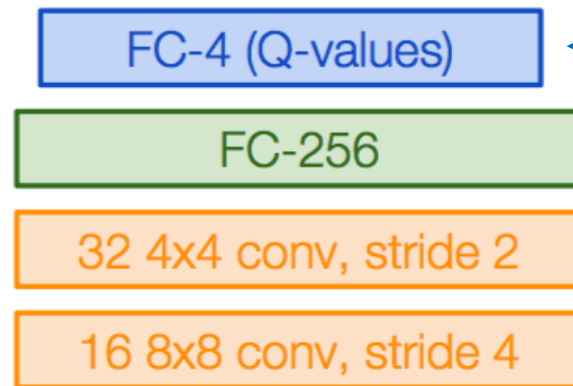 FC-4 (Q-values)
FC-256
32 4x4 conv, stride 2
16 8x8 conv, stride 4